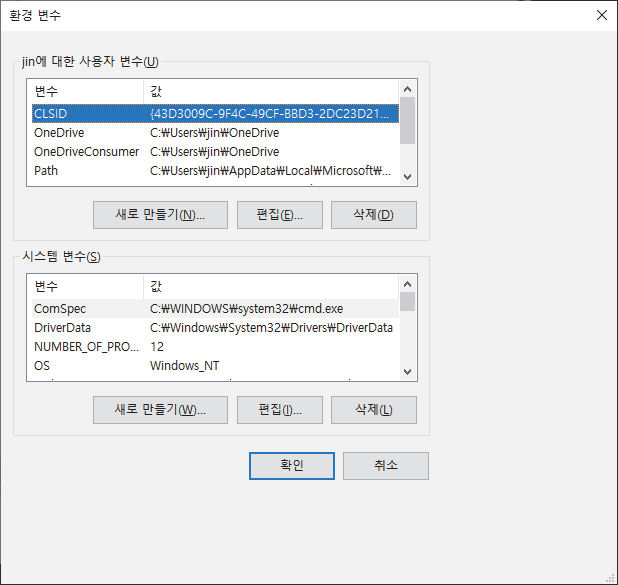 환경 변수
jin에 대한 사용자 변수(U)
변수 값
CLSID {43D3009C-9F4C-49CF-BBD3-2DC23D21...
OneDrive C:₩Users₩jin₩OneDrive
OneDriveConsumer C:₩Users₩jin₩OneDrive
Path C:₩Users₩jin₩AppData₩Local₩Microsoft₩...
새로 만들기(N)... 편집(E)... 삭제(D)
시스템 변수(S)
변수 값
ComSpec C:₩WINDOWS₩system32₩cmd.exe
DriverData C:₩Windows₩System32₩Drivers₩DriverData
NUMBER_OF_PRO... 12
OS Windows_NT
새로 만들기(W)... 편집(I)... 삭제(L)
확인 취소